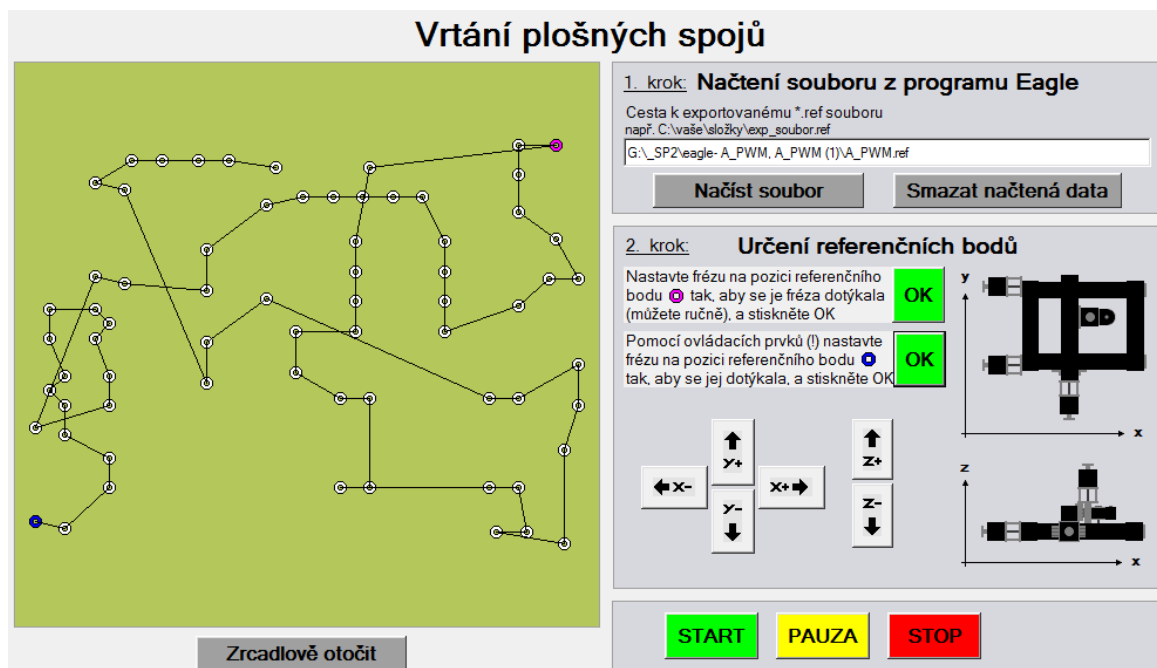 Vrtání plošných spojů
1. krok: Načtení souboru z programu Eagle
Cesta k exportovanému *.ref souboru
např. C:\vaše\složky\exp_soubor.ref
G:\_SP2\eagle- A_PWM, A_PWM (1)\A_PWM.ref
Načíst soubor
Smazat načtená data
2. krok: Určení referenčních bodů
Nastavte frézu na pozici referenčního
bodu tak, aby se je fréza dotýkala
(můžete ručně), a stiskněte OK
OK
Pomocí ovládacích prvků (!) nastavte
frézu na pozici referenčního bodu
tak, aby se jej dotýkala, a stiskněte OK
OK
y
x
y+
z+
x-
x+
y-
z-
z
x
START
PAUZA
STOP
Zrcadlově otočit